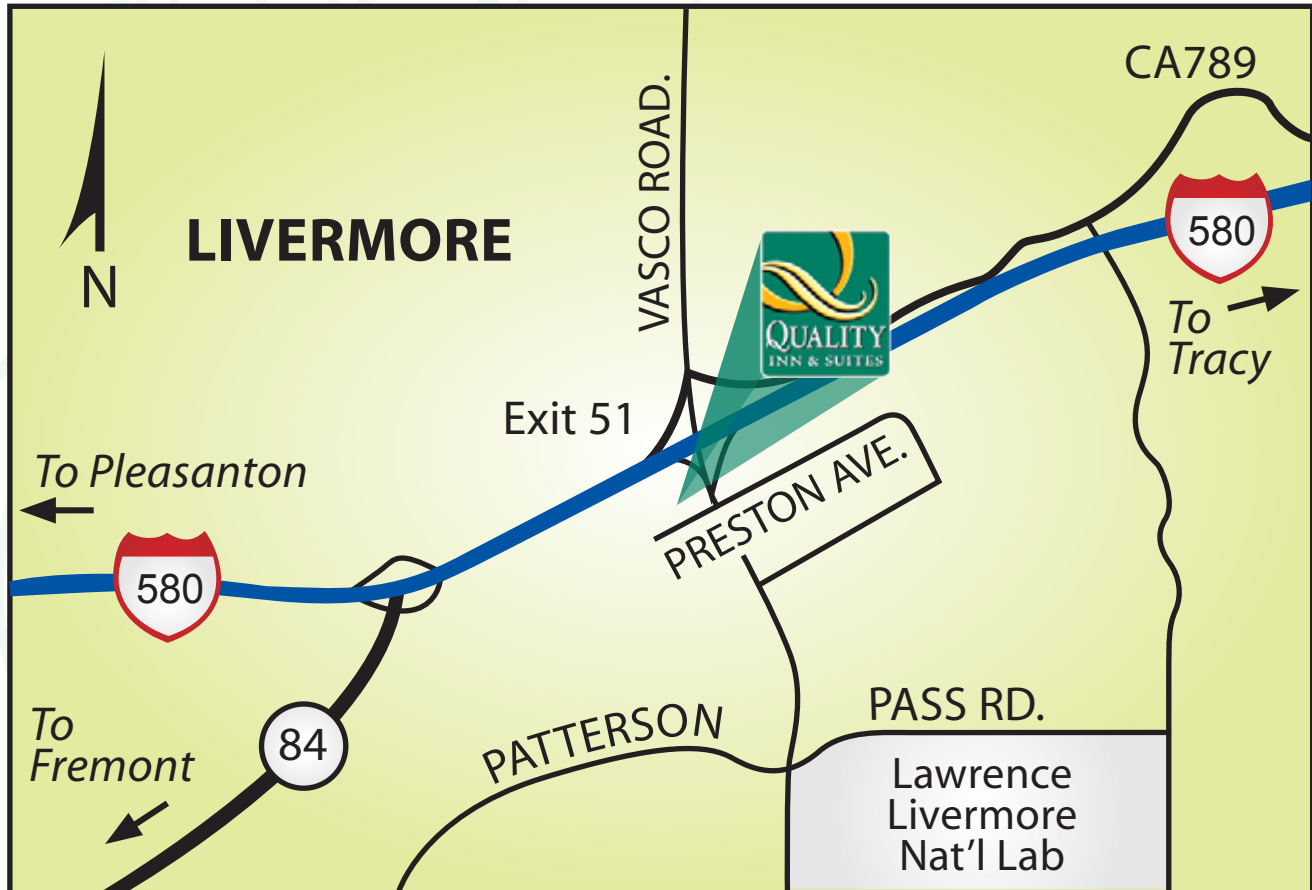 CA789
VASCO ROAD.
LIVERMORE
N
580
QUALITY
INN & SUITES
To
Tracy
Exit 51
To Pleasanton
580
PRESTON AVE.
To
Fremont
84
PATTERSON
PASS RD.
Lawrence
Livermore
Nat’l Lab